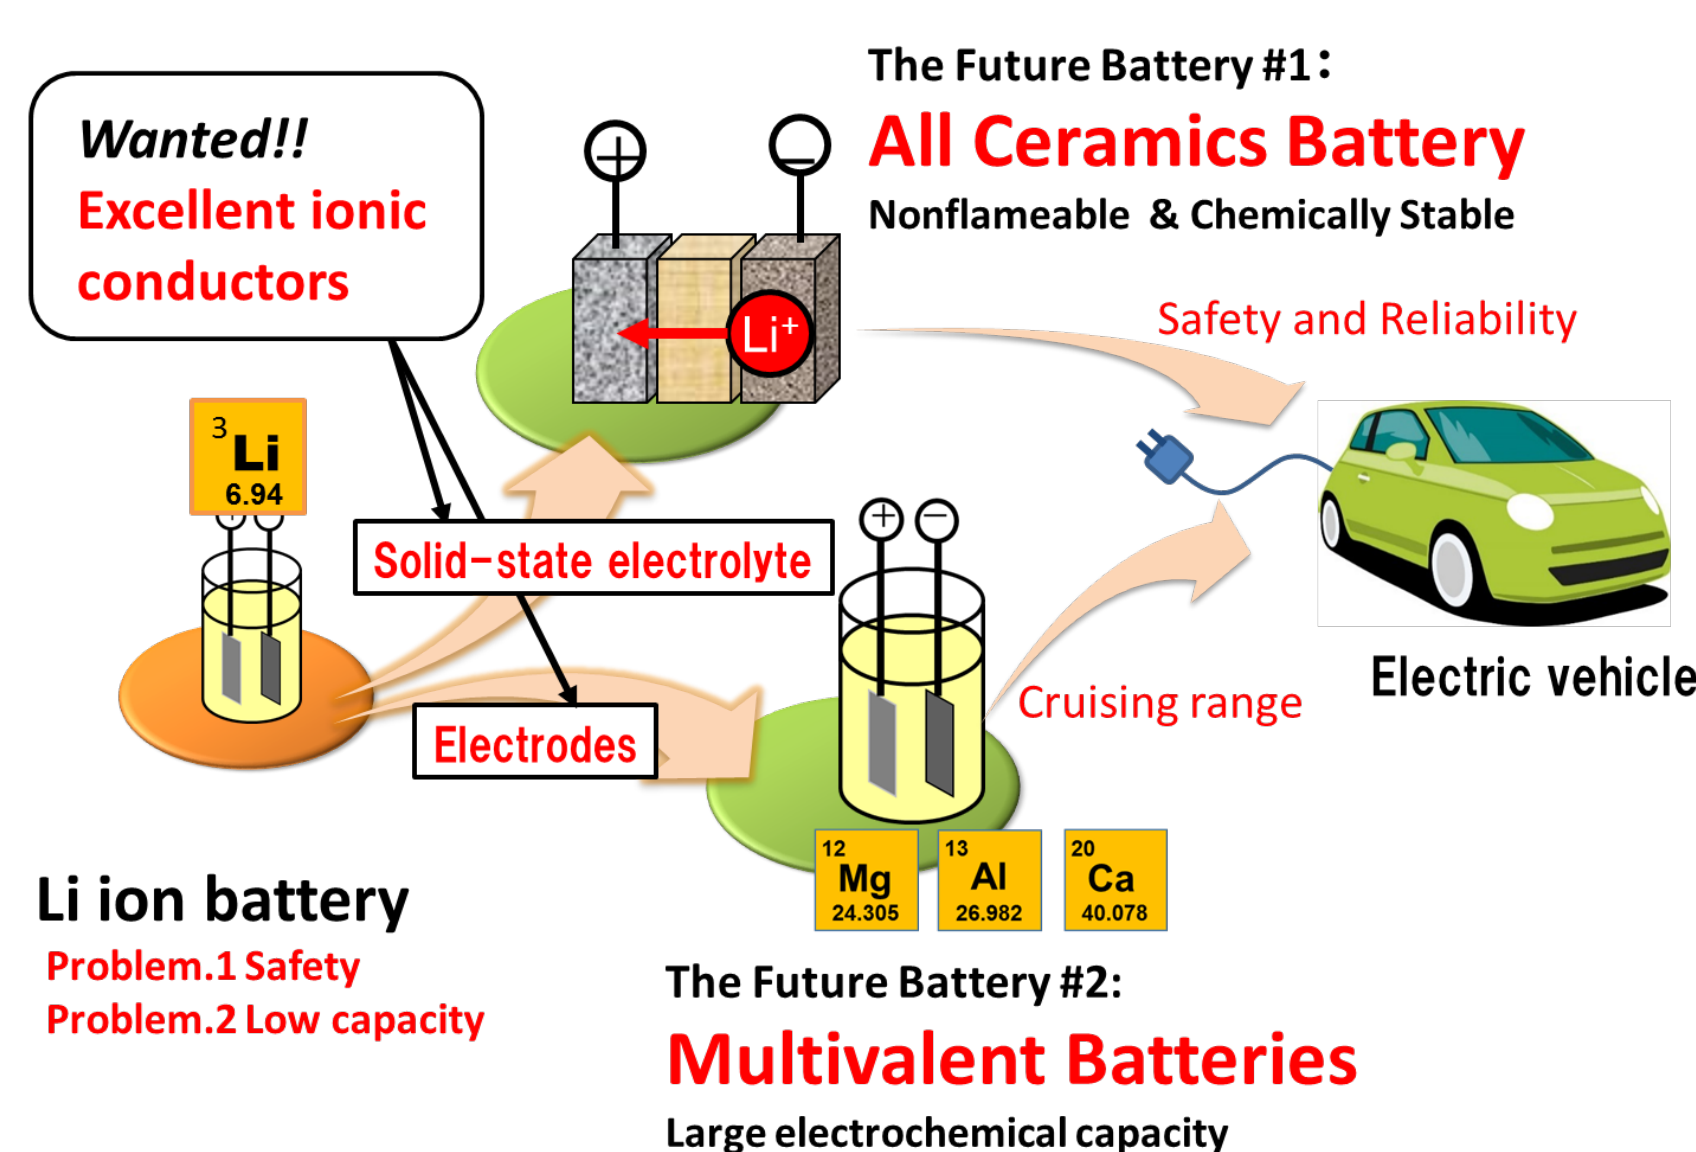 The Future Battery #1:
All Ceramics Battery
Nonflameable & Chemically Stable
Wanted!!
Excellent ionic
conductors
+
−
Li⁺
Safety and Reliability
3
Li
6.94
Solid-state electrolyte
+ −
Electrodes
Cruising range
Electric vehicle
12
Mg
24.305
13
Al
26.982
20
Ca
40.078
Li ion battery
Problem.1 Safety
Problem.2 Low capacity
The Future Battery #2:
Multivalent Batteries
Large electrochemical capacity